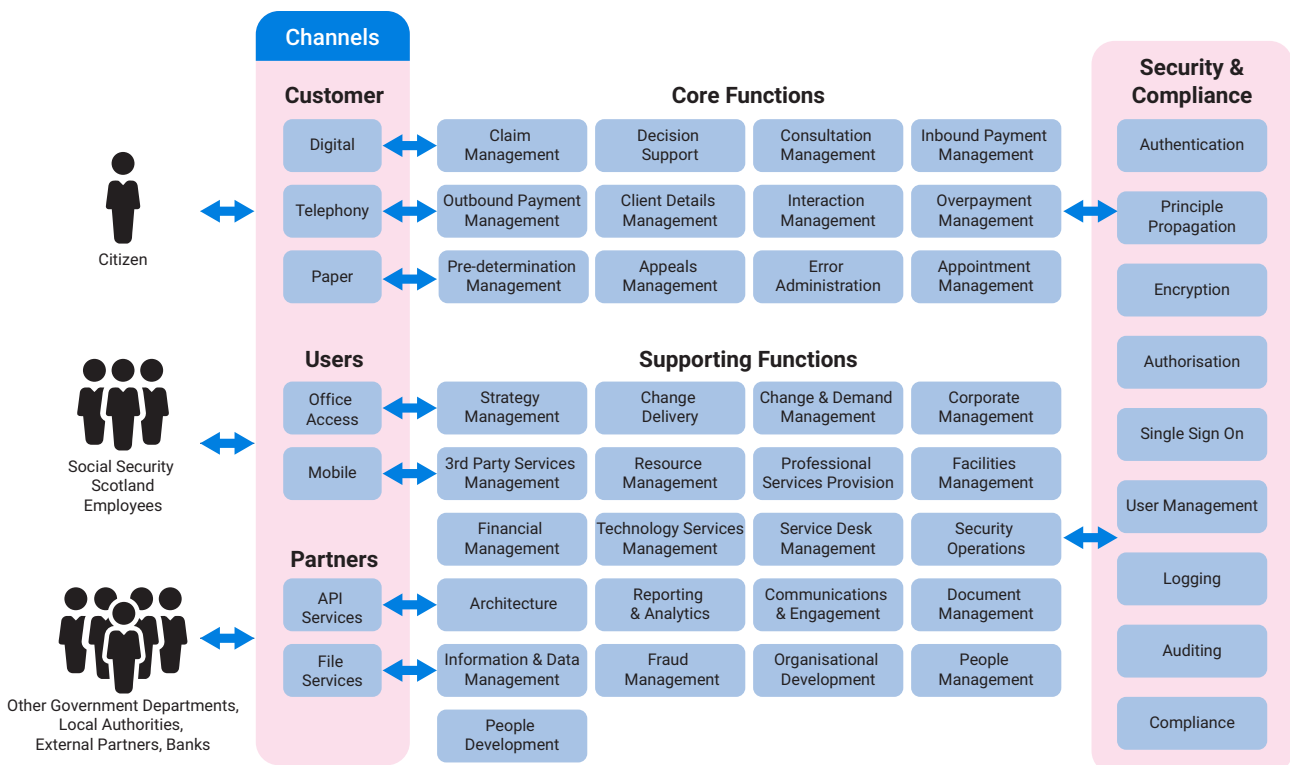 Channels
Customer
Digital
Telephony
Paper
Users
Office
Access
Mobile
Partners
API
Services
File
Services
Citizen
Social Security
Scotland
Employees
Other Government Departments,
Local Authorities,
External Partners, Banks
Core Functions
Claim
Management
Decision
Support
Consultation
Management
Inbound Payment
Management
Outbound Payment
Management
Client Details
Management
Interaction
Management
Overpayment
Management
Pre-determination
Management
Appeals
Management
Error
Administration
Appointment
Management
Supporting Functions
Strategy
Management
Change
Delivery
Change & Demand
Management
Corporate
Management
3rd Party Services
Management
Resource
Management
Professional
Services Provision
Facilities
Management
Financial
Management
Technology Services
Management
Service Desk
Management
Security
Operations
Architecture
Reporting
& Analytics
Communications
& Engagement
Document
Management
Information & Data
Management
Fraud
Management
Organisational
Development
People
Management
People
Development
Security &
Compliance
Authentication
Principle
Propagation
Encryption
Authorisation
Single Sign On
User Management
Logging
Auditing
Compliance